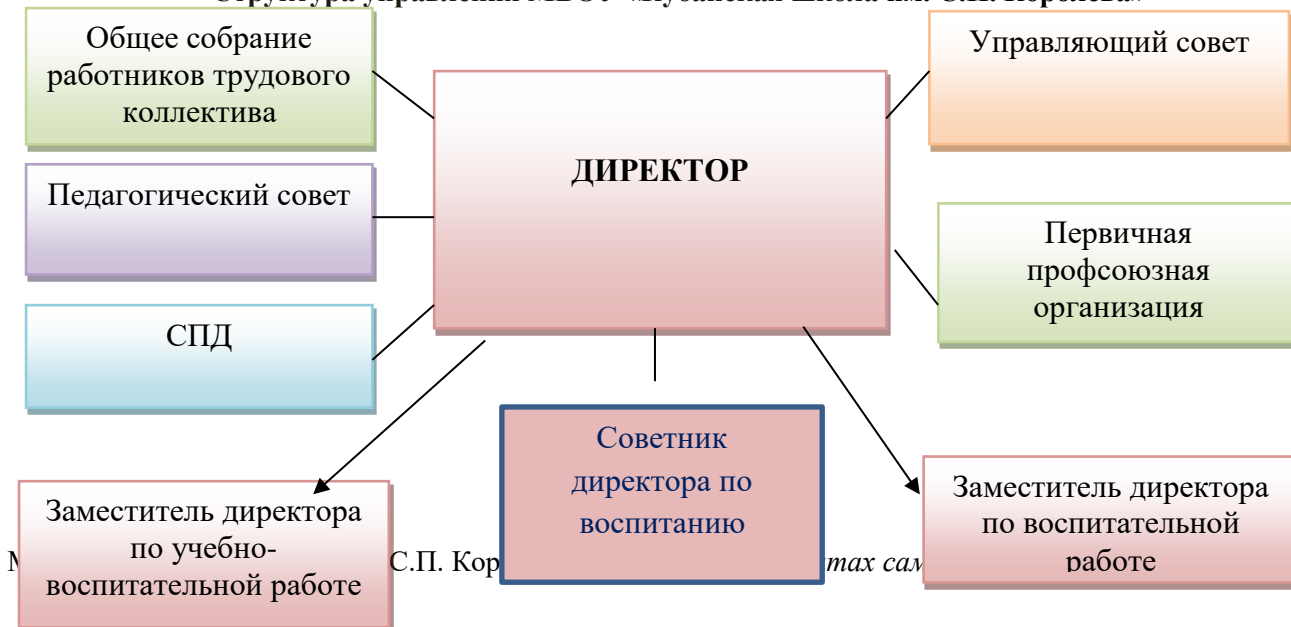 Общее собрание
работников трудового
коллектива
Управляющий совет
ДИРЕКТОР
Педагогический совет
Первичная
профсоюзная
организация
СПД
Советник
директора по
воспитанию
Заместитель директора
по учебно-
воспитательной работе
Заместитель директора
по воспитательной
работе
С.П.